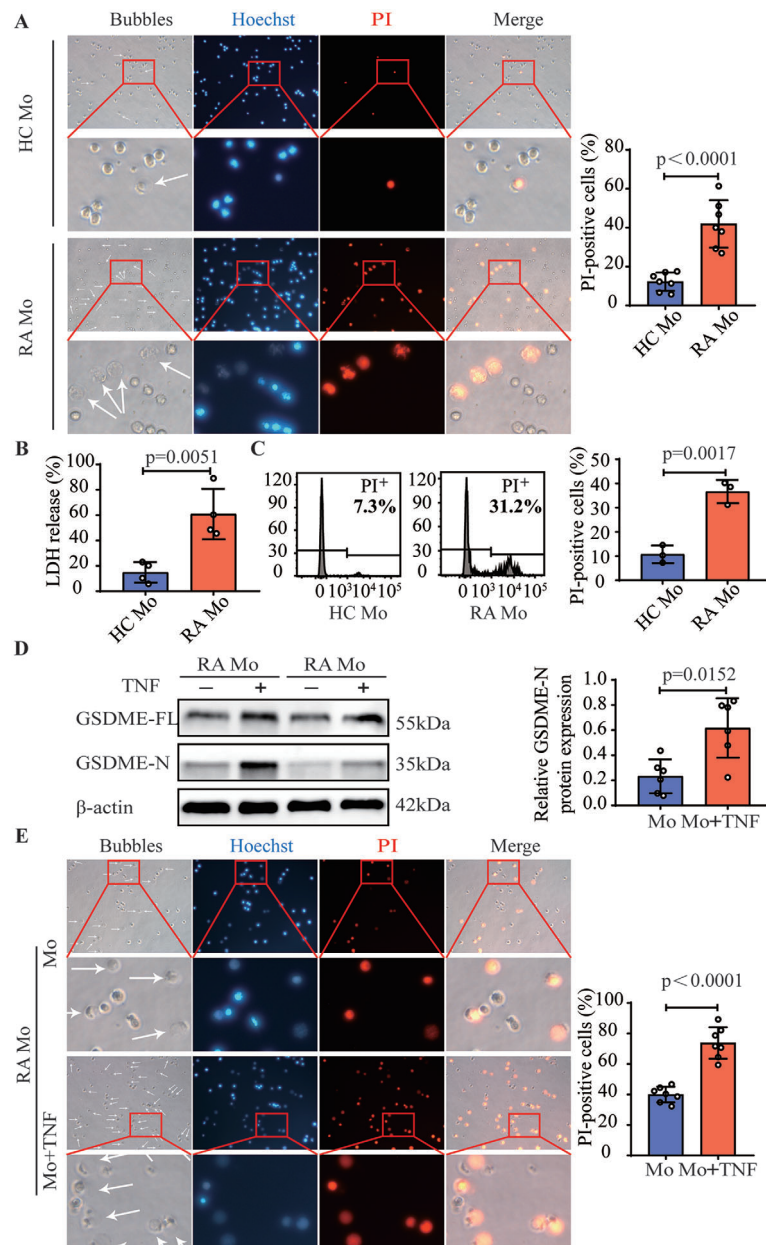 A
Bubbles Hoechst PI Merge
HC Mo
RA Mo
PI-positive cells (%)
80
60
40
20
0
p<0.0001
HC Mo
RA Mo
B
LDH release (%)
100
80
60
40
20
0
p=0.0051
HC Mo
RA Mo
C
120
90
60
30
0
PI+
7.3%
0 10³ 10⁴ 10⁵
HC Mo
120
90
60
30
0
PI+
31.2%
0 10³ 10⁴ 10⁵
RA Mo
PI-positive cells (%)
50
40
30
20
10
0
p=0.0017
HC Mo
RA Mo
D
RA Mo RA Mo
TNF – + – +
GSDME-FL 55kDa
GSDME-N 35kDa
β-actin 42kDa
Relative GSDME-N
protein expression
1.0
0.8
0.6
0.4
0.2
0.0
p=0.0152
Mo Mo+TNF
E
Bubbles Hoechst PI Merge
RA Mo
Mo
Mo+TNF
PI-positive cells (%)
100
80
60
40
20
0
p<0.0001
Mo Mo+TNF